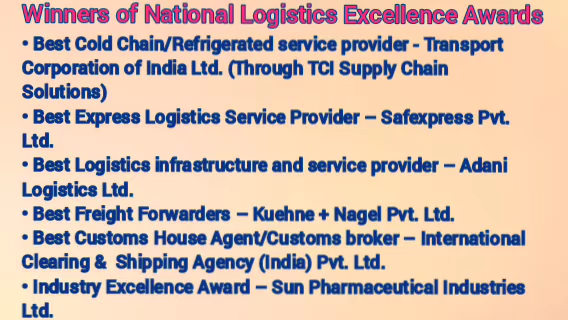 Winners of National Logistics Excellence Awards
• Best Cold Chain/Refrigerated service provider - Transport
Corporation of India Ltd. (Through TCI Supply Chain
Solutions)
• Best Express Logistics Service Provider – Safexpress Pvt.
Ltd.
• Best Logistics infrastructure and service provider – Adani
Logistics Ltd.
• Best Freight Forwarders – Kuehne + Nagel Pvt. Ltd.
• Best Customs House Agent/Customs broker – International
Clearing &  Shipping Agency (India) Pvt. Ltd.
• Industry Excellence Award – Sun Pharmaceutical Industries
Ltd.